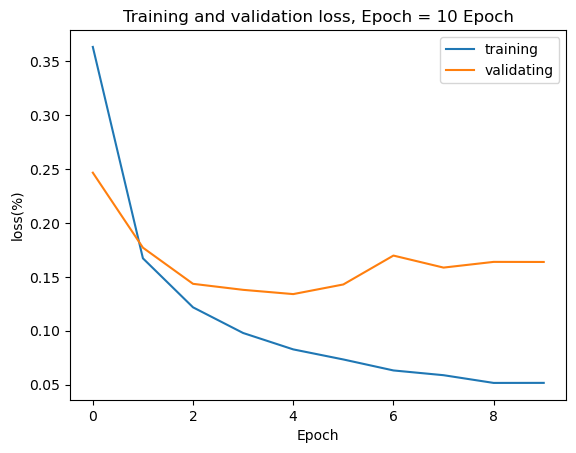 Training and validation loss, Epoch = 10 Epoch
training
validating
loss(%)
0.35
0.30
0.25
0.20
0.15
0.10
0.05
0 2 4 6 8
Epoch